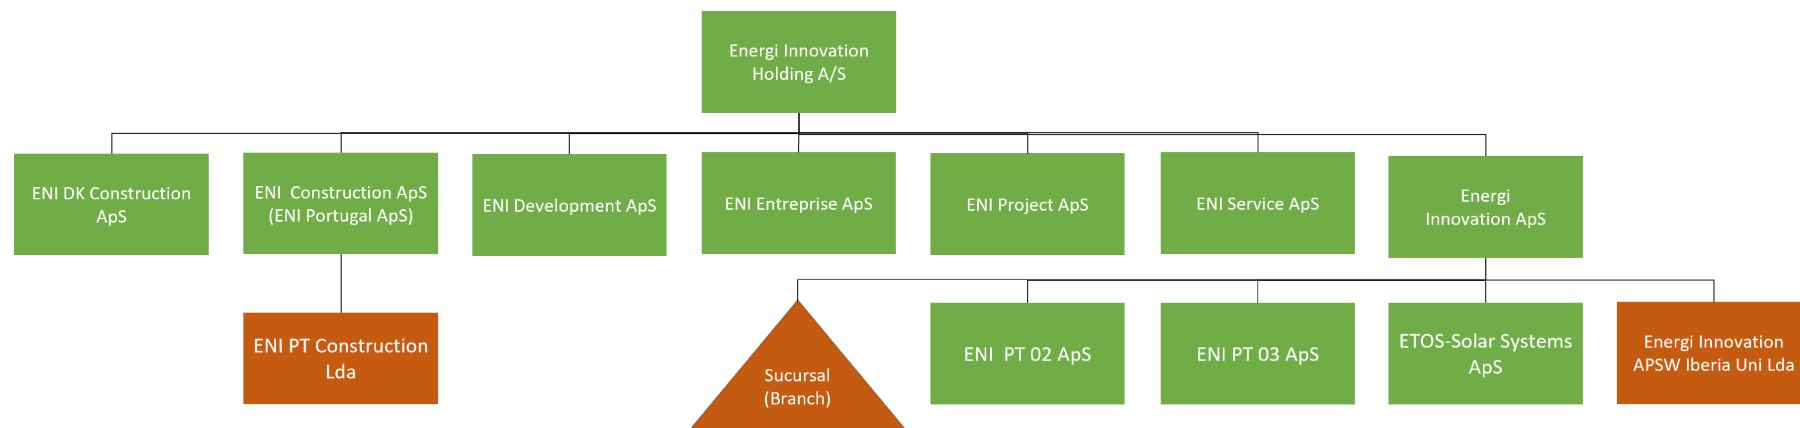 Energi Innovation
Holding A/S
ENI DK Construction
ApS
ENI Construction ApS
(ENI Portugal ApS)
ENI Development ApS
ENI Entreprise ApS
ENI Project ApS
ENI Service ApS
Energi
Innovation ApS
ENI PT Construction
Lda
Sucursal
(Branch)
ENI PT 02 ApS
ENI PT 03 ApS
ETOS-Solar Systems
ApS
Energi Innovation
APSW Iberia Uni Lda